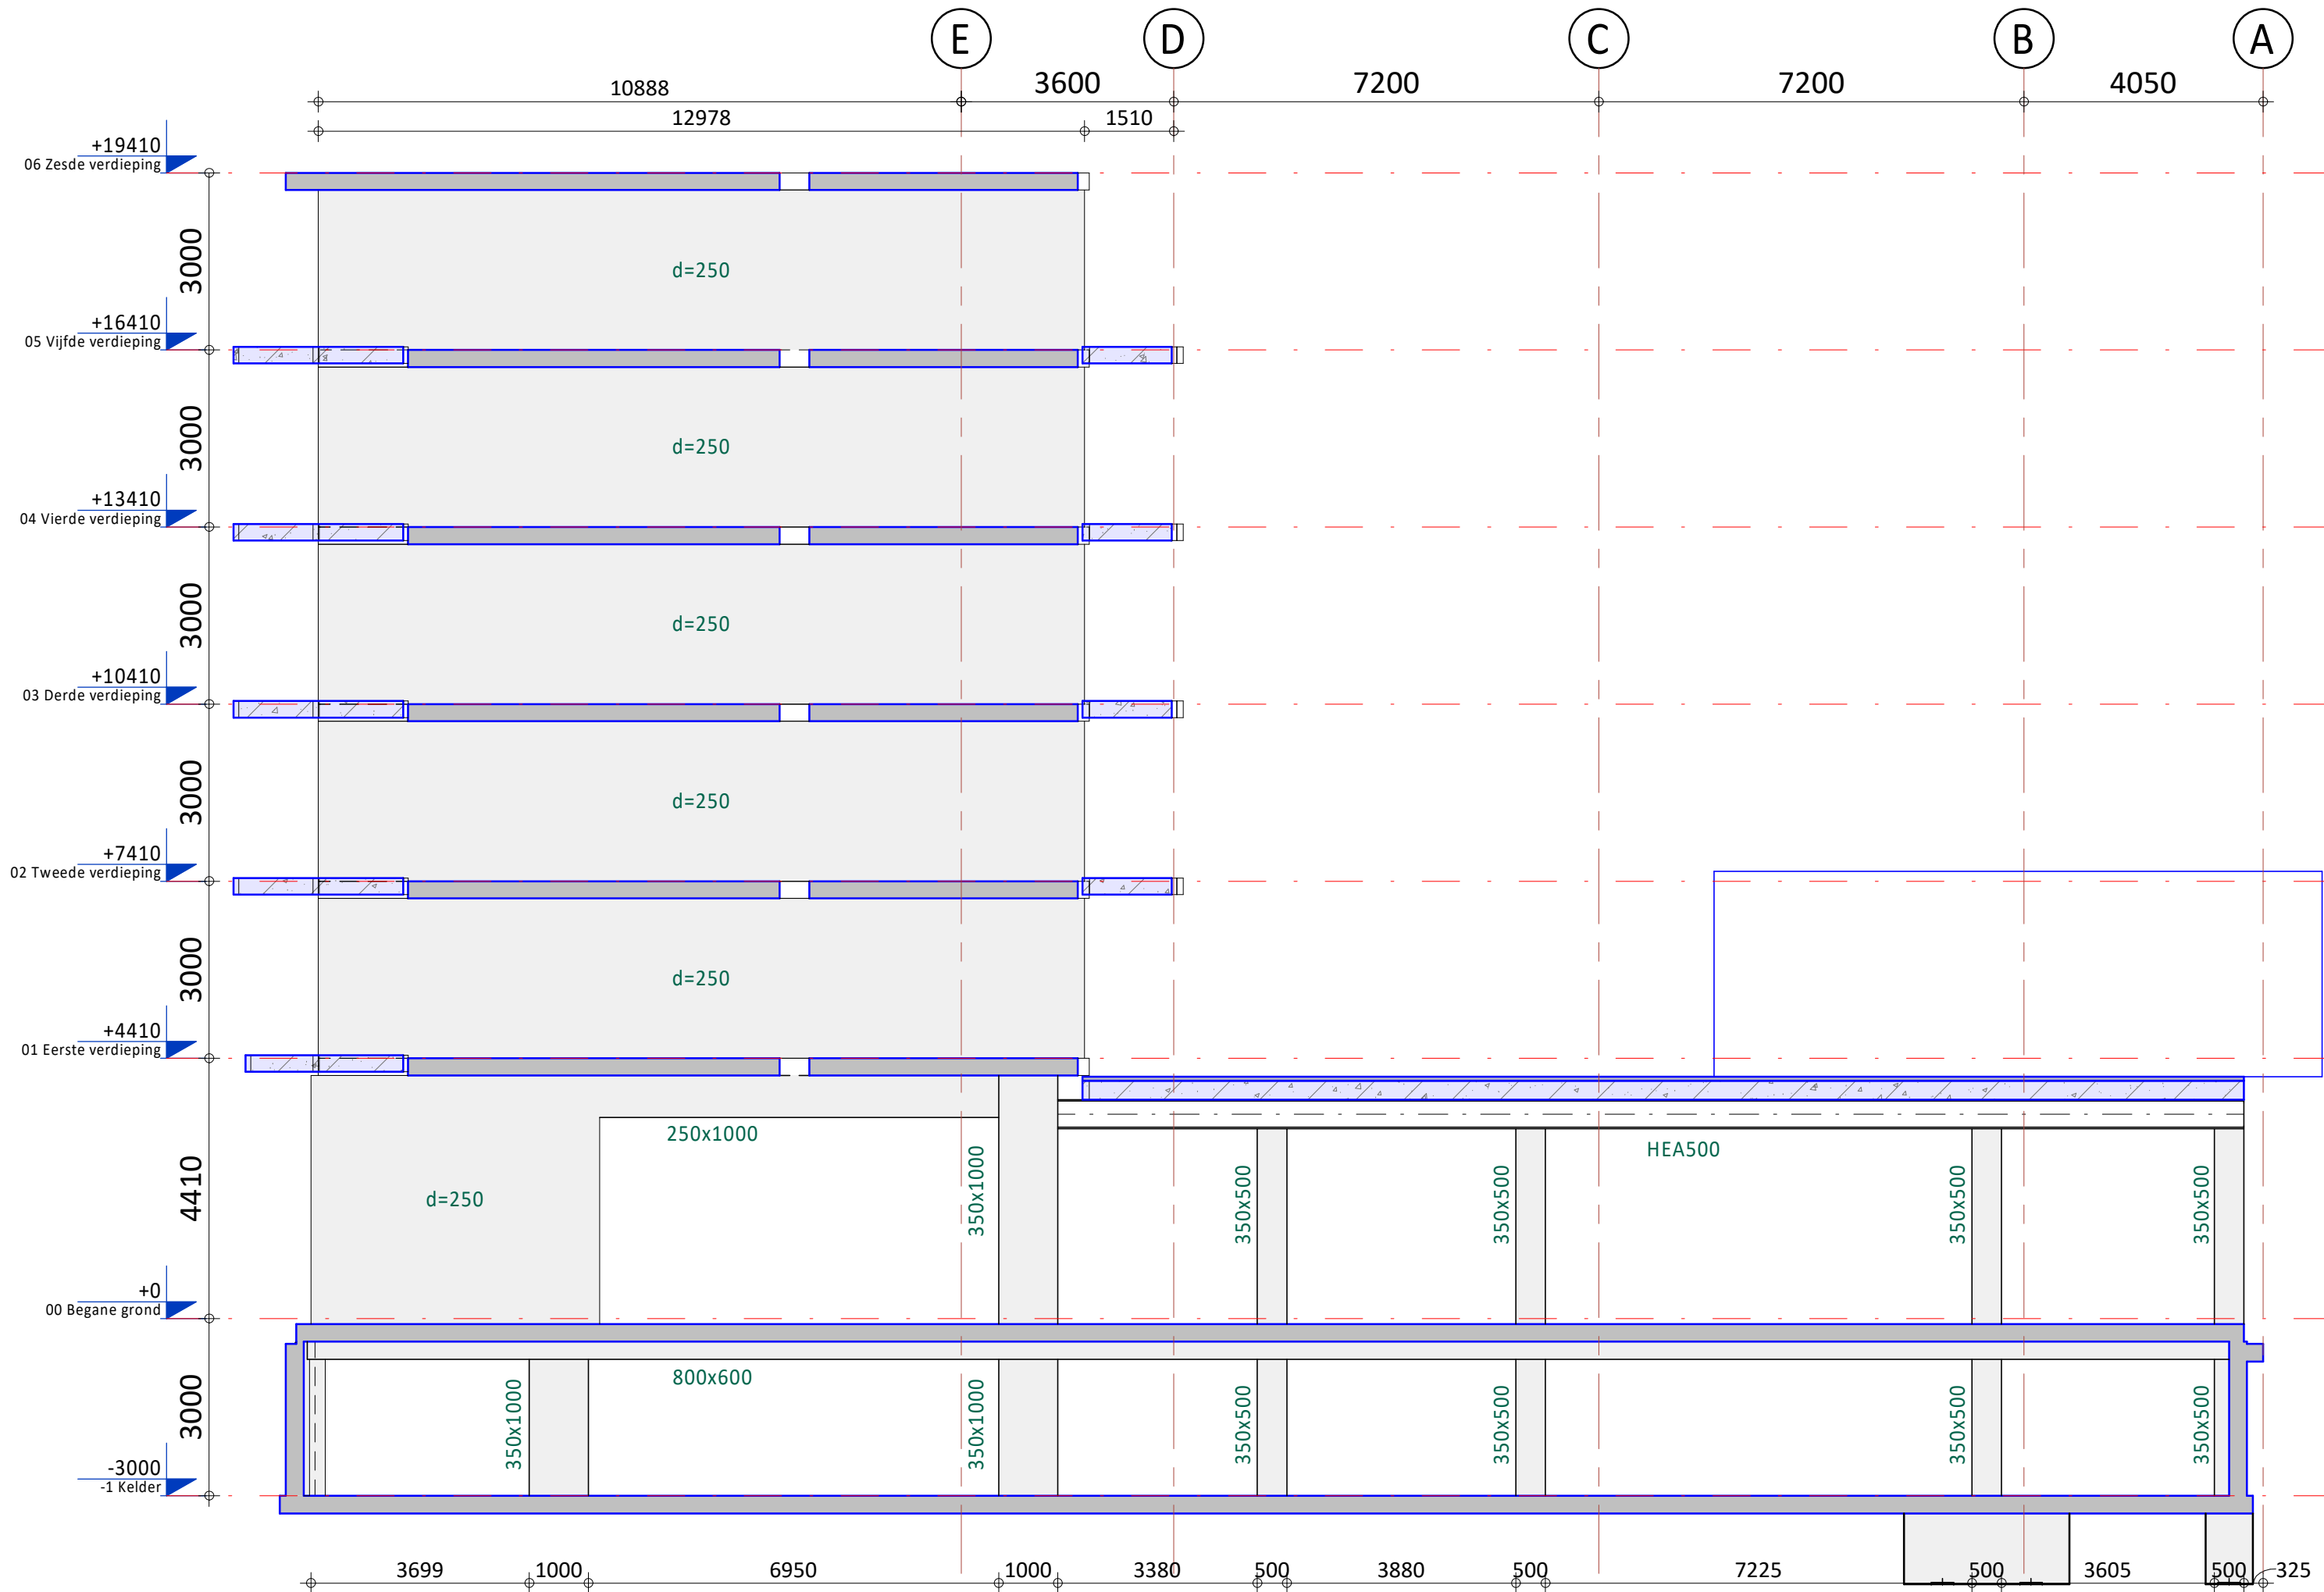 E
D
C
B
A
10888
3600
7200
7200
4050
12978
1510
+19410
06 Zesde verdieping
3000
d=250
+16410
05 Vijfde verdieping
3000
d=250
+13410
04 Vierde verdieping
3000
d=250
+10410
03 Derde verdieping
3000
d=250
+7410
02 Tweede verdieping
3000
d=250
+4410
01 Eerste verdieping
250x1000
HEA500
4410
d=250
350x1000
350x500
350x500
350x500
350x500
+0
00 Begane grond
800x600
3000
350x1000
350x1000
350x500
350x500
350x500
350x500
-3000
-1 Kelder
3699
1000
6950
1000
3380
500
3880
500
7225
500
3605
500
325